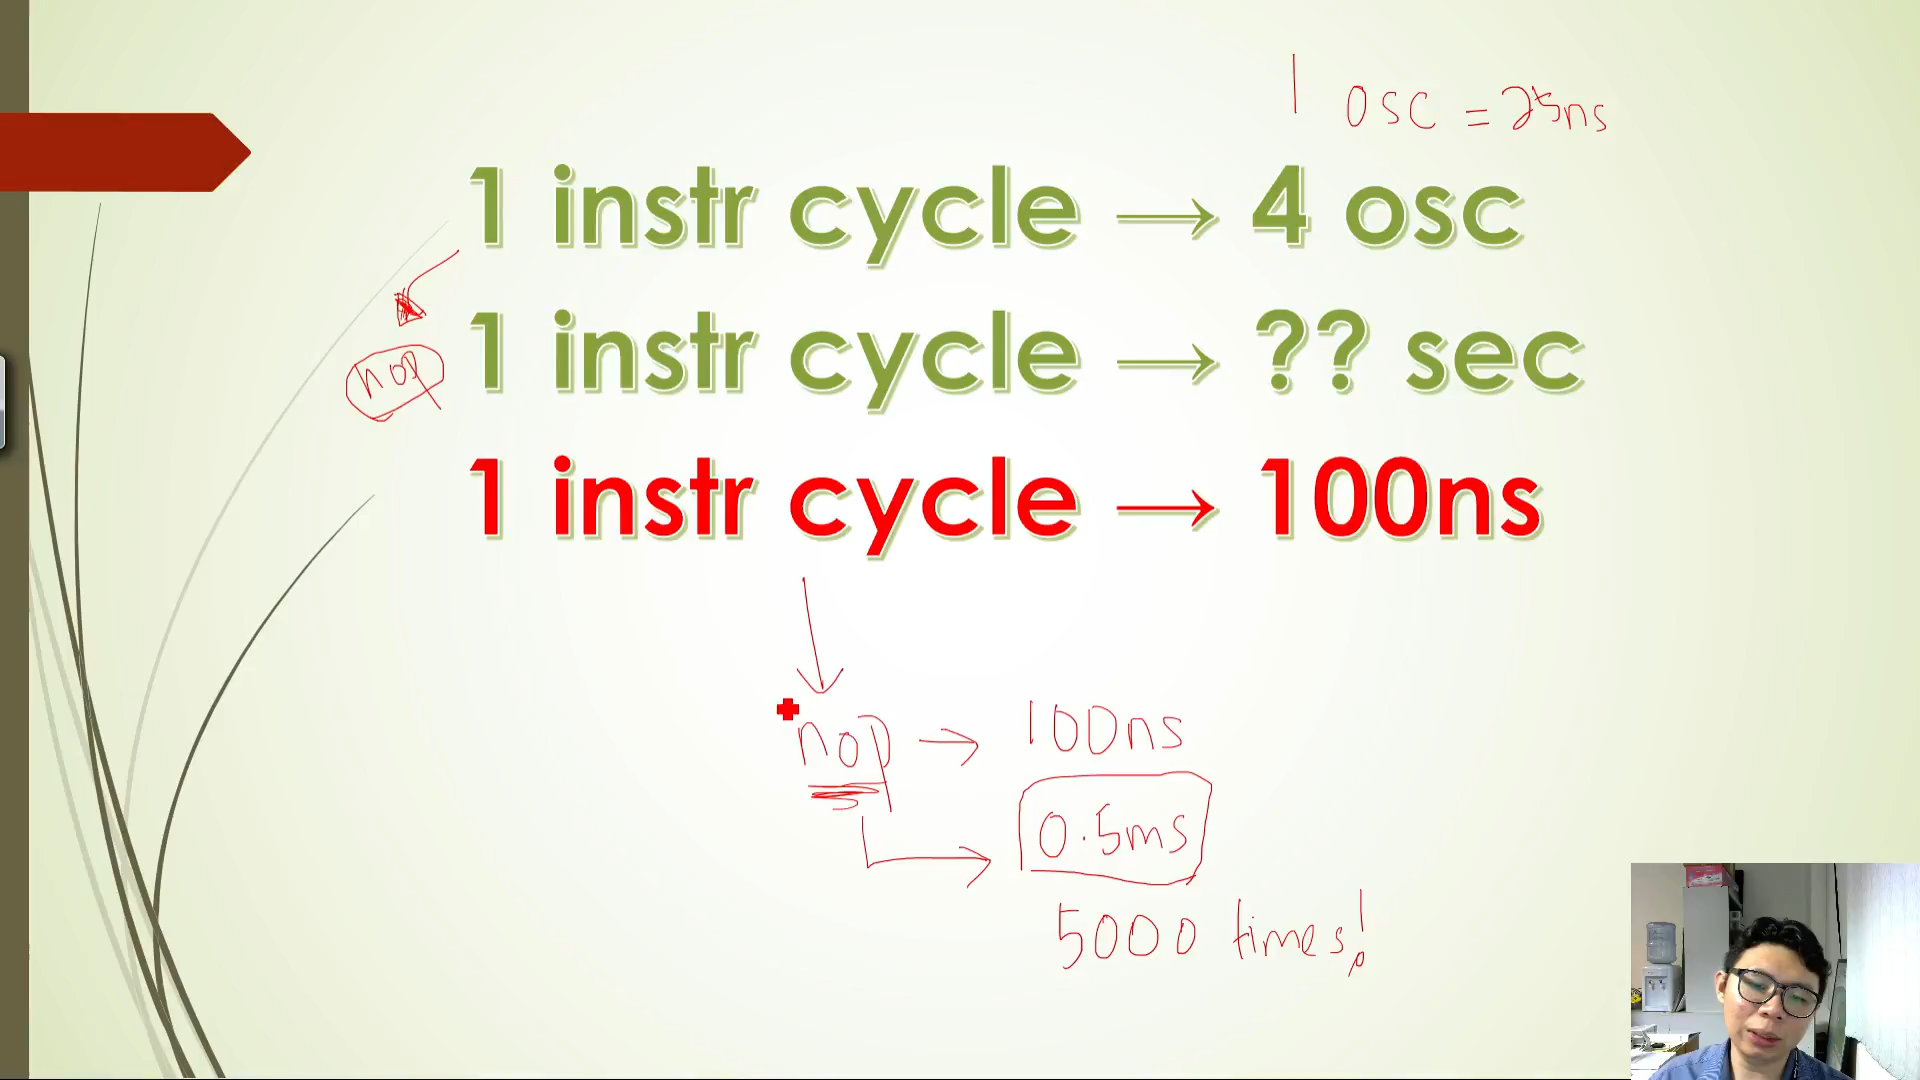 1 osc = 25ns
1 instr cycle → 4 osc
1 instr cycle → ?? sec
nop
1 instr cycle → 100ns
nop → 100ns
0.5ms
5000 times!